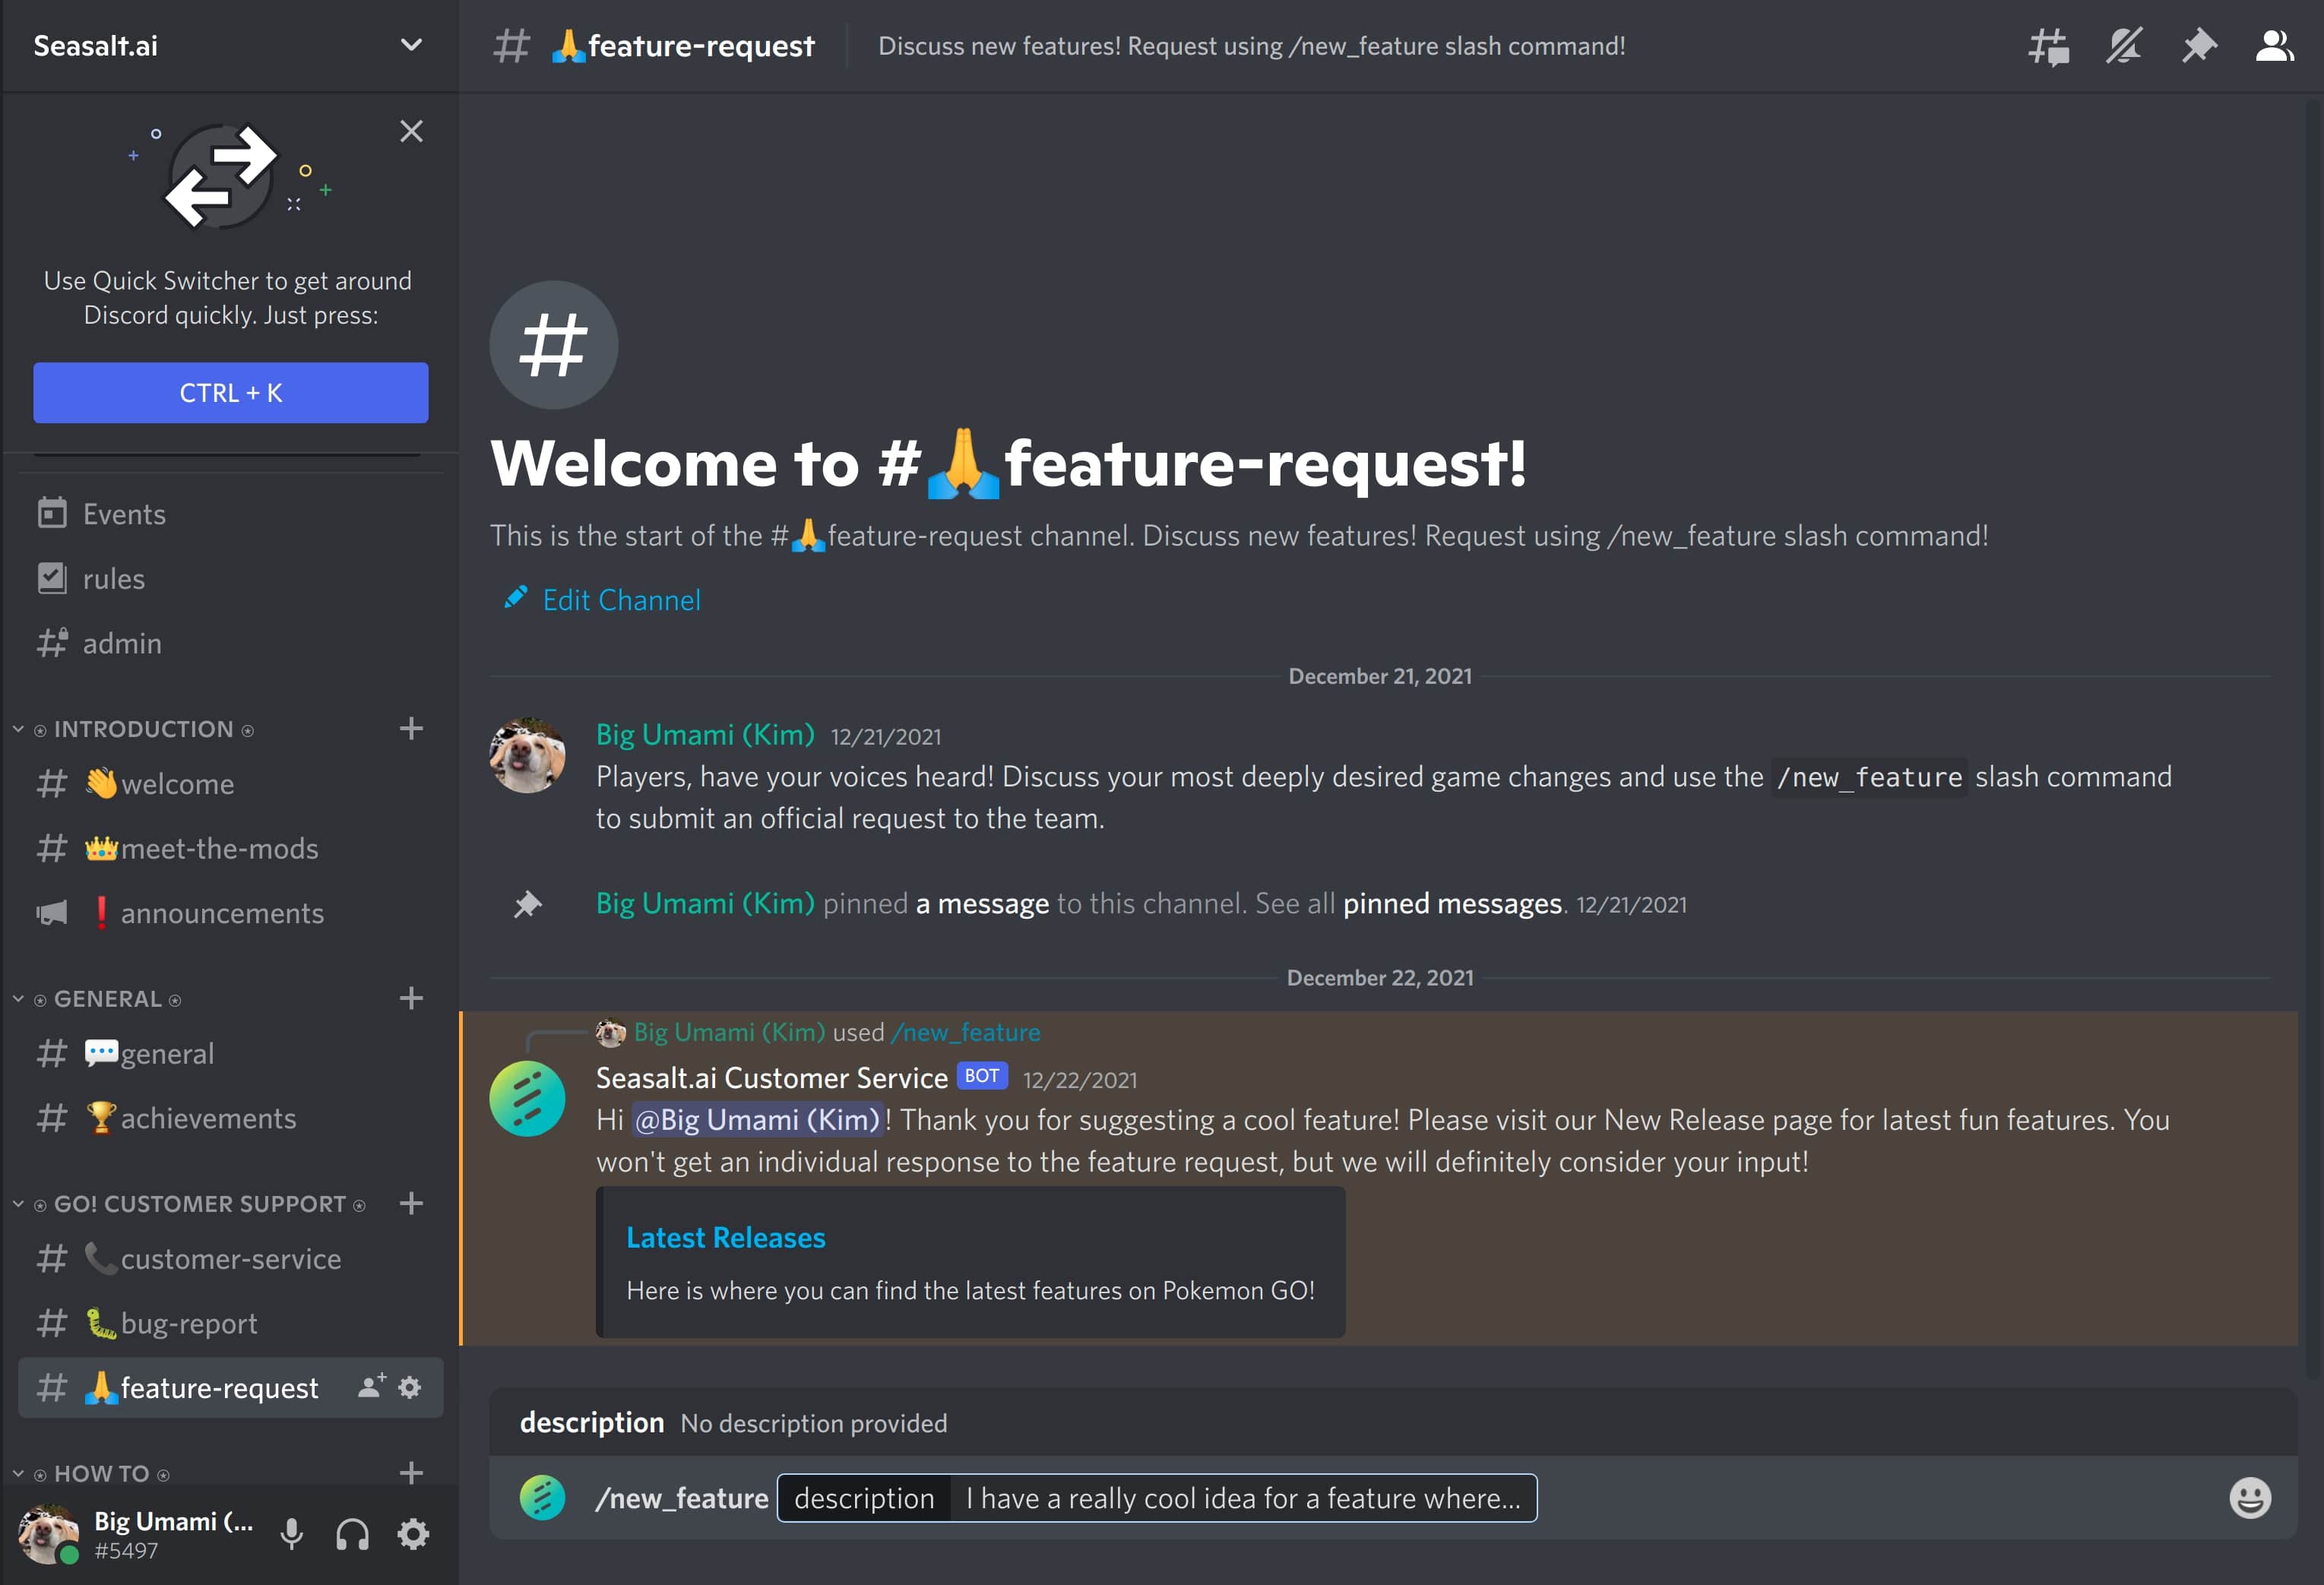 Seasalt.ai
Use Quick Switcher to get around
Discord quickly. Just press:
CTRL + K
Events
rules
admin
INTRODUCTION
👋welcome
👑meet-the-mods
❗announcements
GENERAL
💬general
🏆achievements
GO! CUSTOMER SUPPORT
📞customer-service
🐛bug-report
🙏feature-request
HOW TO
Big Umami (...
#5497
# 🙏feature-request
Discuss new features! Request using /new_feature slash command!
#
Welcome to #🙏feature-request!
This is the start of the #🙏feature-request channel. Discuss new features! Request using /new_feature slash command!
Edit Channel
December 21, 2021
Big Umami (Kim) 12/21/2021
Players, have your voices heard! Discuss your most deeply desired game changes and use the /new_feature slash command
to submit an official request to the team.
Big Umami (Kim) pinned a message to this channel. See all pinned messages. 12/21/2021
December 22, 2021
Big Umami (Kim) used /new_feature
Seasalt.ai Customer Service BOT 12/22/2021
Hi @Big Umami (Kim)! Thank you for suggesting a cool feature! Please visit our New Release page for latest fun features. You
won't get an individual response to the feature request, but we will definitely consider your input!
Latest Releases
Here is where you can find the latest features on Pokemon GO!
description No description provided
/new_feature description I have a really cool idea for a feature where...